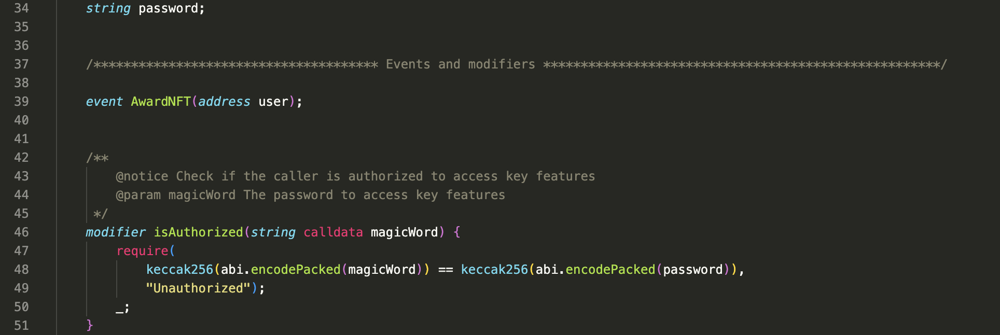 34 string password;
35
36
37 /************************************** Events and modifiers *****************************************************/
38
39 event AwardNFT(address user);
40
41
42 /**
43 @notice Check if the caller is authorized to access key features
44 @param magicWord The password to access key features
45 */
46 modifier isAuthorized(string calldata magicWord) {
47 require(
48 keccak256(abi.encodePacked(magicWord)) == keccak256(abi.encodePacked(password)),
49 "Unauthorized");
50 _;
51 }